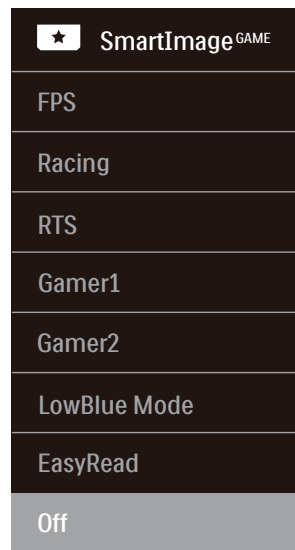 SmartImage GAME
FPS
Racing
RTS
Gamer1
Gamer2
LowBlue Mode
EasyRead
Off